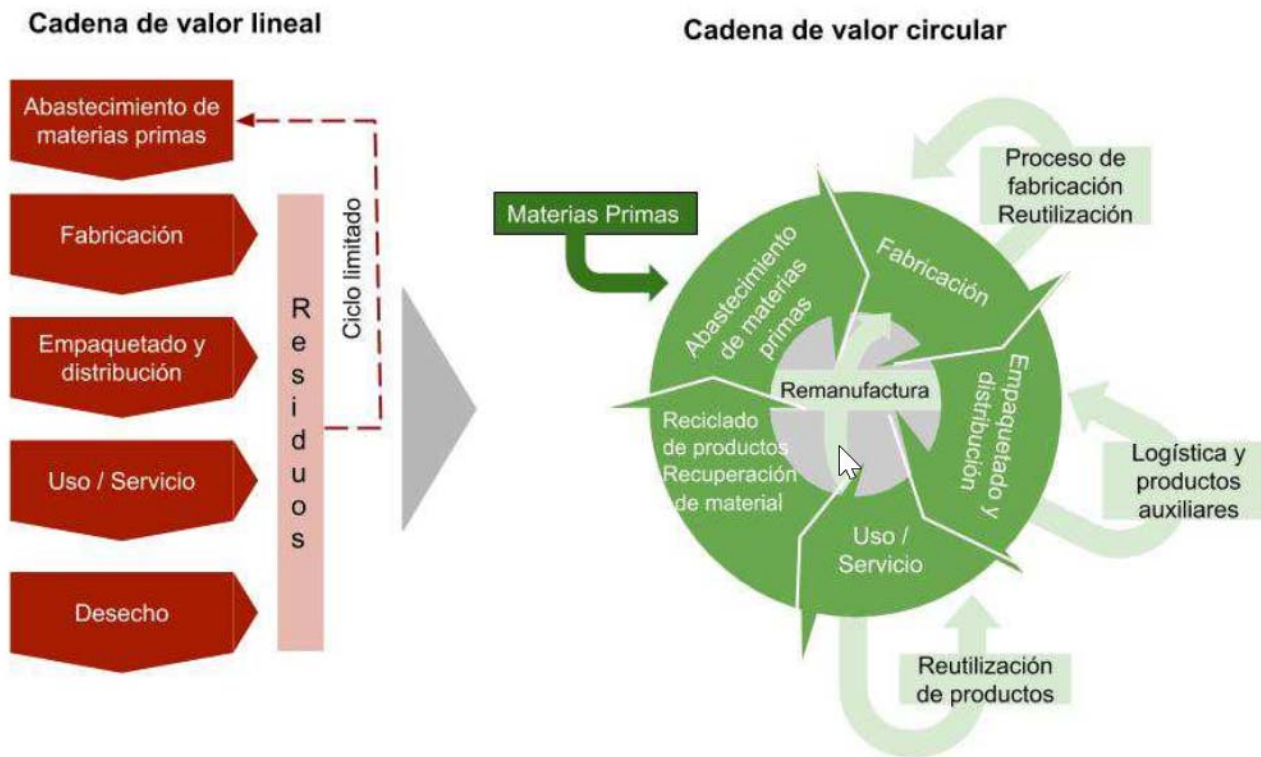 Cadena de valor lineal
Abastecimiento de
materias primas
Fabricación
Empaquetado y
distribución
Uso / Servicio
Desecho
Residuos
Ciclo limitado
Cadena de valor circular
Materias Primas
Abastecimiento
de materias
primas
Fabricación
Empaquetado y
distribución
Uso /
Servicio
Reciclado
de productos
Recuperación
de material
Remanufactura
Proceso de
fabricación
Reutilización
Logística y
productos
auxiliares
Reutilización
de productos